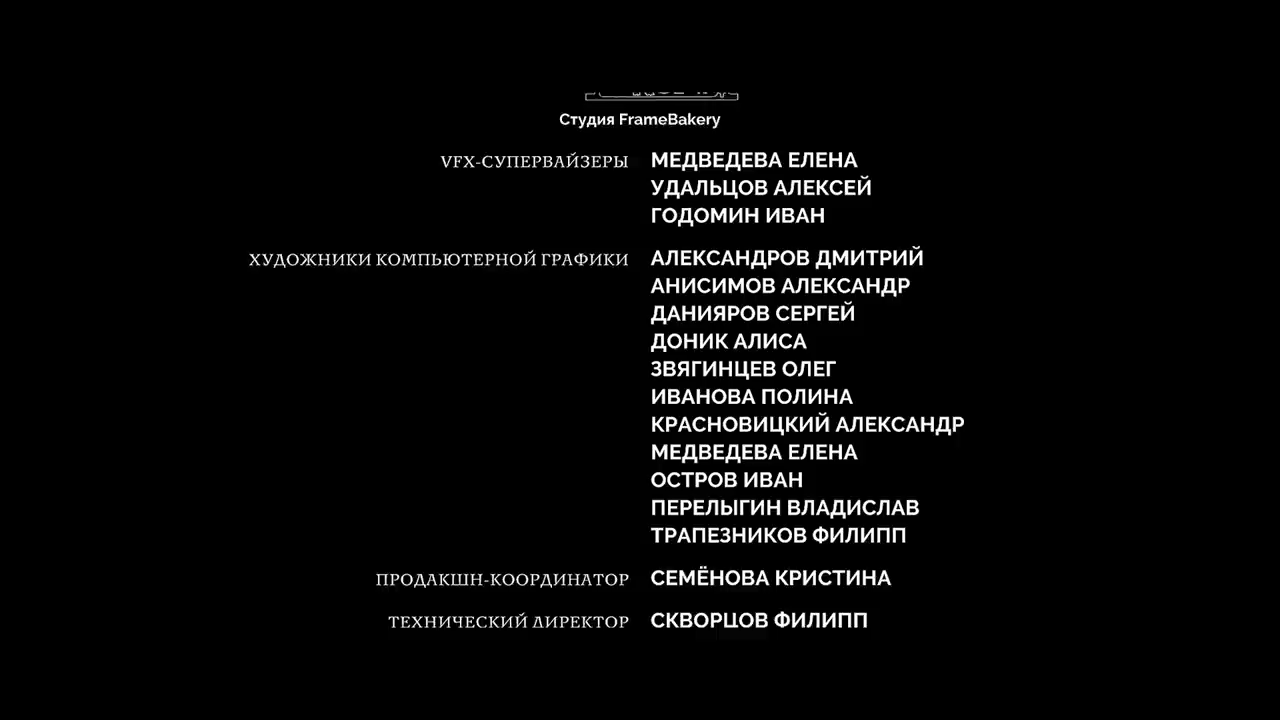 Студия FrameBakery
VFX-СУПЕРВАЙЗЕРЫ МЕДВЕДЕВА ЕЛЕНА
УДАЛЬЦОВ АЛЕКСЕЙ
ГОДОМИН ИВАН
ХУДОЖНИКИ КОМПЬЮТЕРНОЙ ГРАФИКИ АЛЕКСАНДРОВ ДМИТРИЙ
АНИСИМОВ АЛЕКСАНДР
ДАНИЯРОВ СЕРГЕЙ
ДОНИК АЛИСА
ЗВЯГИНЦЕВ ОЛЕГ
ИВАНОВА ПОЛИНА
КРАСНОВИЦКИЙ АЛЕКСАНДР
МЕДВЕДЕВА ЕЛЕНА
ОСТРОВ ИВАН
ПЕРЕЛЫГИН ВЛАДИСЛАВ
ТРАПЕЗНИКОВ ФИЛИПП
ПРОДАКШН-КООРДИНАТОР СЕМЁНОВА КРИСТИНА
ТЕХНИЧЕСКИЙ ДИРЕКТОР СКВОРЦОВ ФИЛИПП